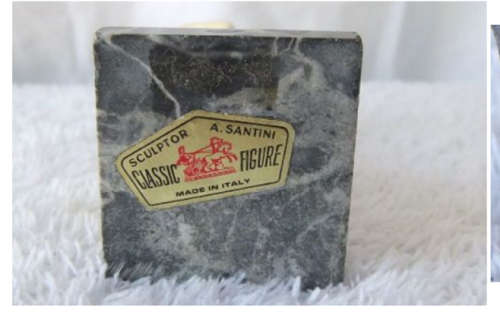 SCULPTOR A. SANTINI
CLASSIC FIGURE
MADE IN ITALY